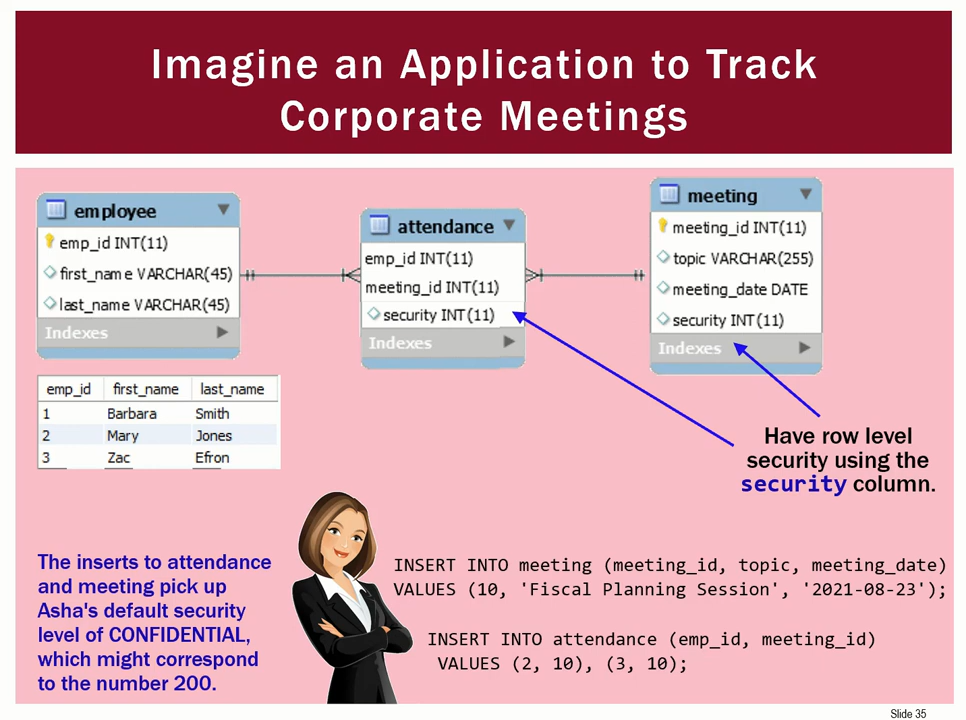 Imagine an Application to Track
Corporate Meetings
employee
emp_id INT(11)
first_name VARCHAR(45)
last_name VARCHAR(45)
Indexes
attendance
emp_id INT(11)
meeting_id INT(11)
security INT(11)
Indexes
meeting
meeting_id INT(11)
topic VARCHAR(255)
meeting_date DATE
security INT(11)
Indexes
emp_id first_name last_name
1 Barbara Smith
2 Mary Jones
3 Zac Efron
Have row level
security using the
security column.
The inserts to attendance
and meeting pick up
Asha's default security
level of CONFIDENTIAL,
which might correspond
to the number 200.
INSERT INTO meeting (meeting_id, topic, meeting_date)
VALUES (10, 'Fiscal Planning Session', '2021-08-23');
INSERT INTO attendance (emp_id, meeting_id)
VALUES (2, 10), (3, 10);
Slide 35